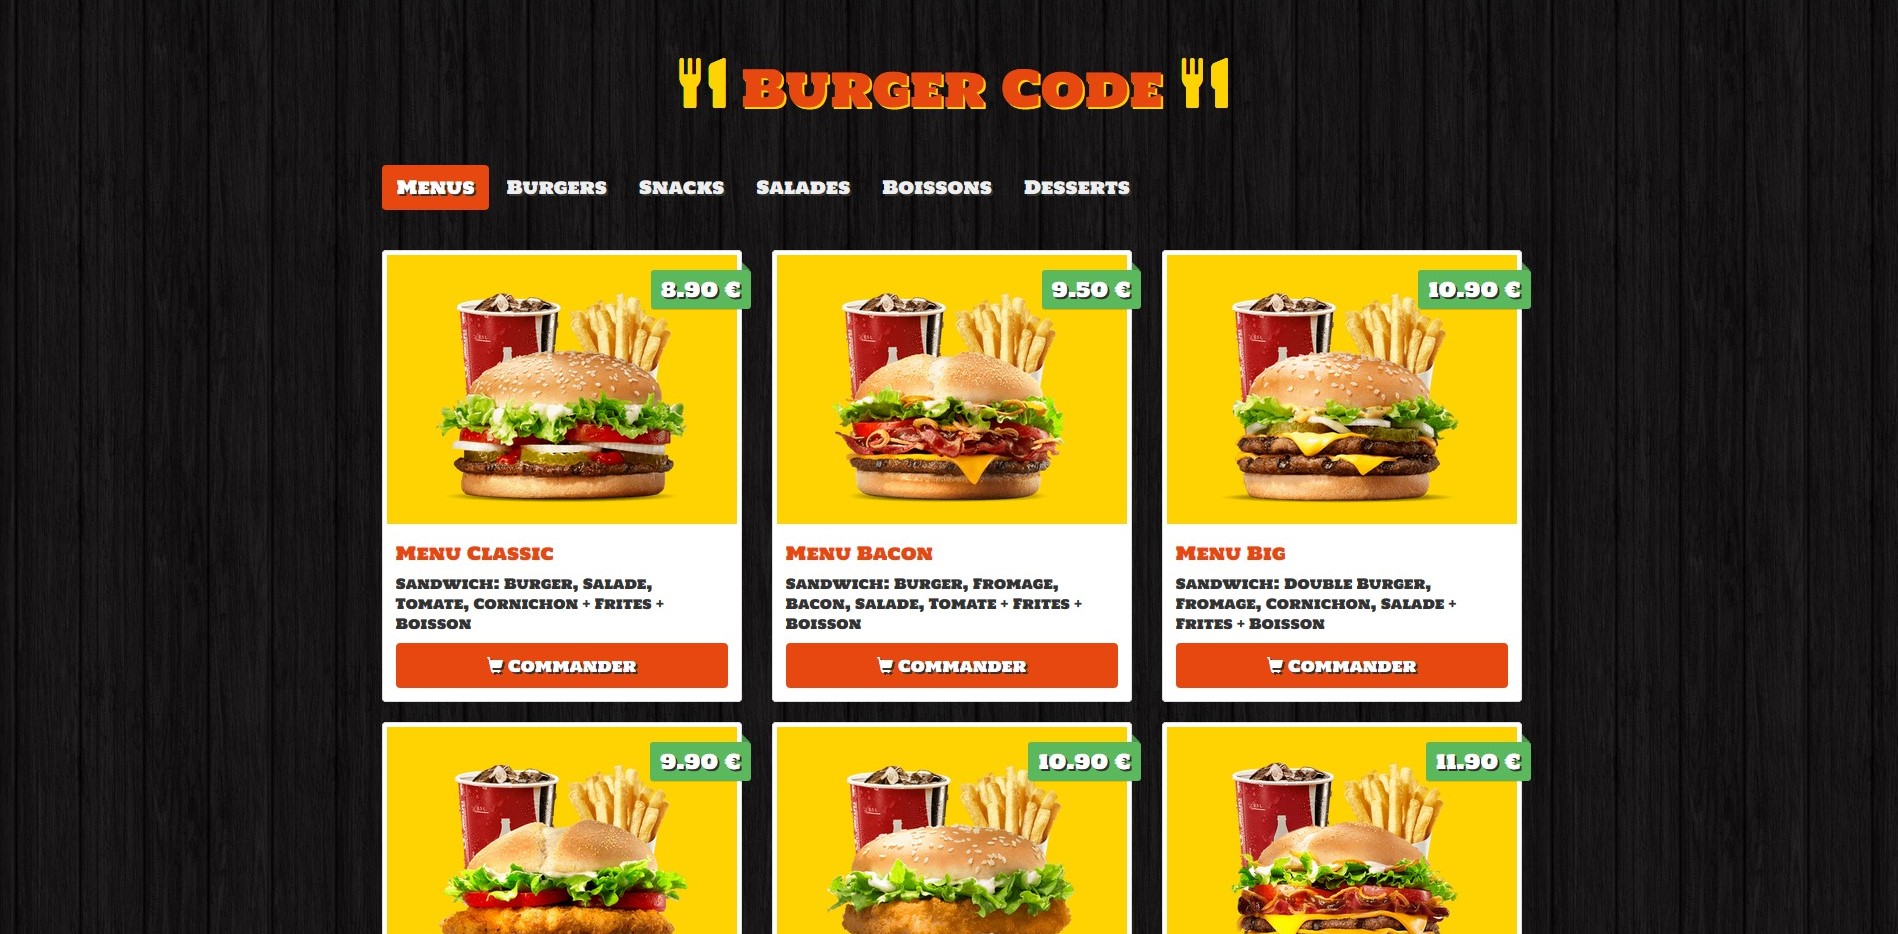 Burger Code
Menus Burgers Snacks Salades Boissons Desserts
8.90 €
9.50 €
10.90 €
Menu Classic
Sandwich: Burger, Salade,
Tomate, Cornichon + Frites +
Boisson
Commander
Menu Bacon
Sandwich: Burger, Fromage,
Bacon, Salade, Tomate + Frites +
Boisson
Commander
Menu Big
Sandwich: Double Burger,
Fromage, Cornichon, Salade +
Frites + Boisson
Commander
9.90 €
10.90 €
11.90 €